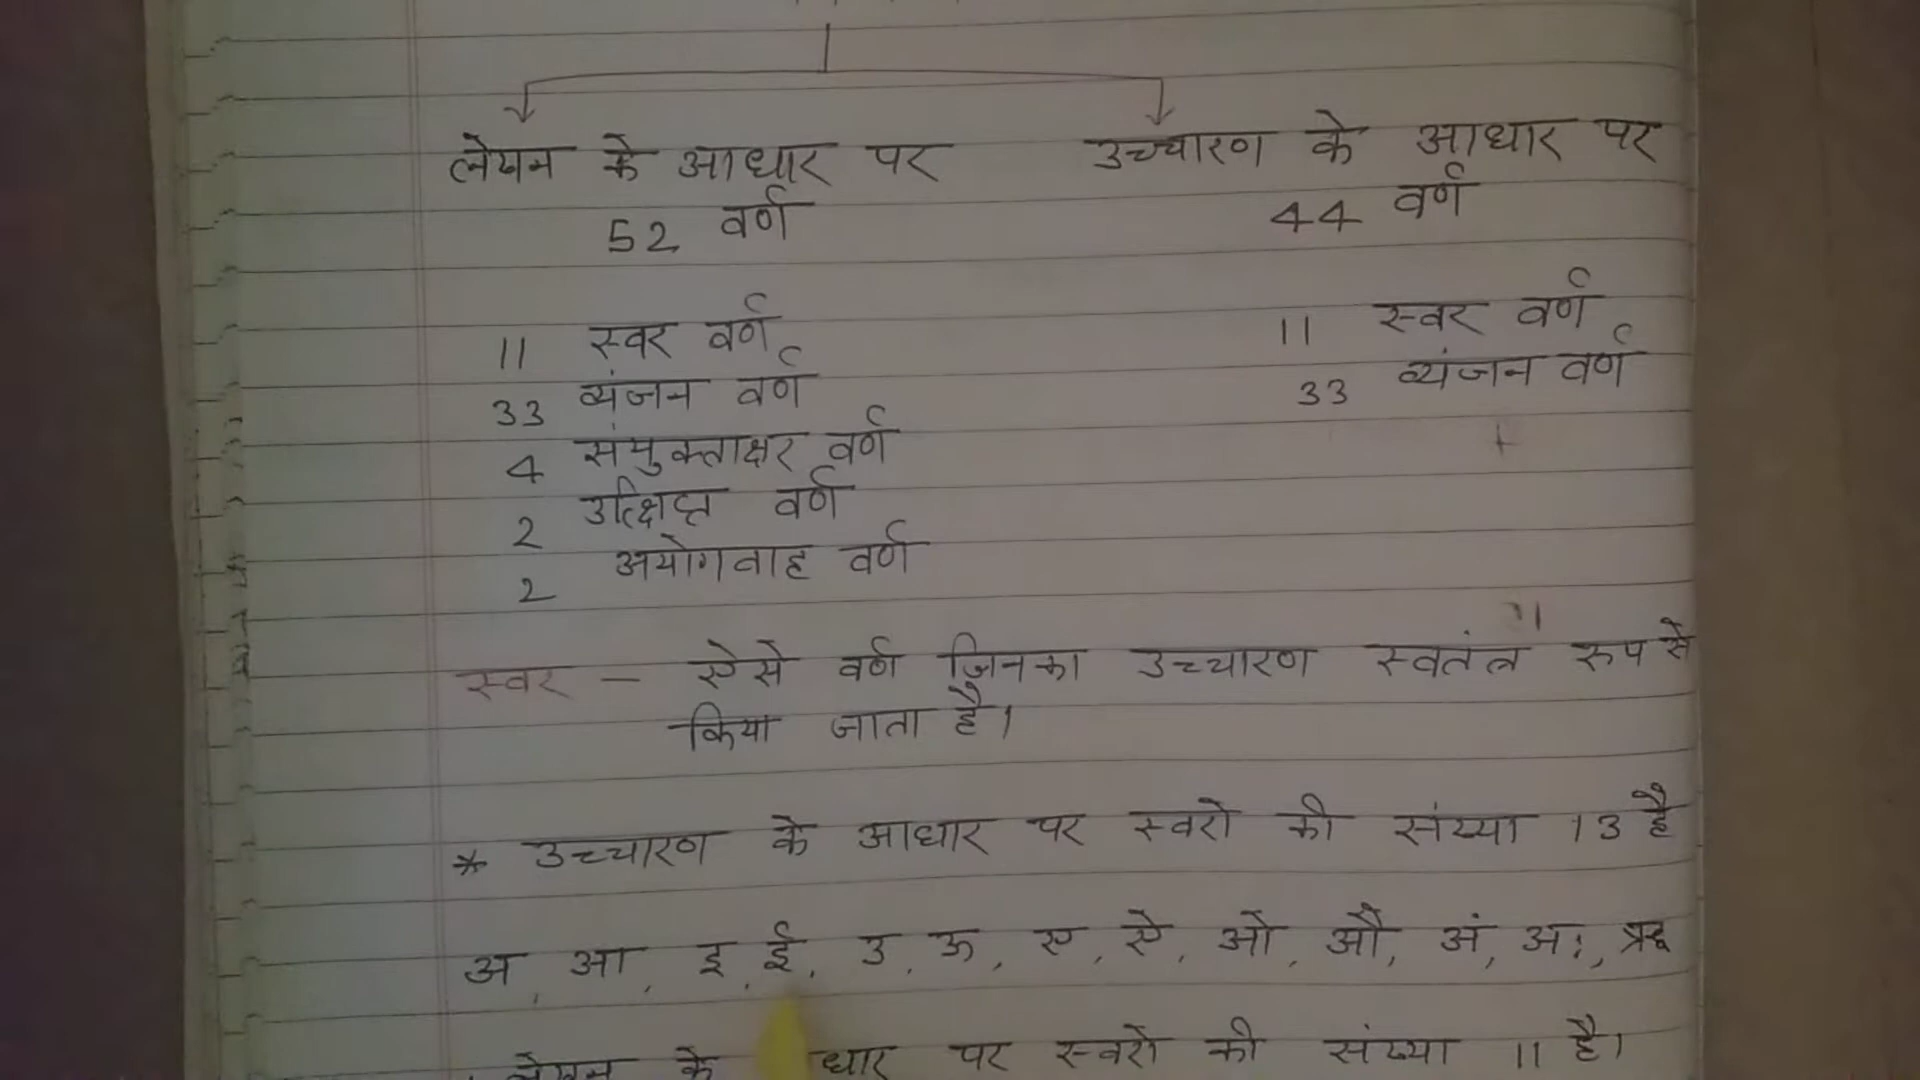 लेखन के आधार पर
52 वर्ण
11 स्वर वर्ण
33 व्यंजन वर्ण
4 संयुक्ताक्षर वर्ण
2 उत्क्षिप्त वर्ण
2 अयोगवाह वर्ण
उच्चारण के आधार पर
44 वर्ण
11 स्वर वर्ण
33 व्यंजन वर्ण
+
11
स्वर – ऐसे वर्ण जिनका उच्चारण स्वतंत्र रुप से
किया जाता है।
* उच्चारण के आधार पर स्वरो की संख्या 13 है
अ, आ, इ, ई, उ, ऊ, ए, ऐ, ओ, औ, अं, अः, ऋ
लेखन के धार पर स्वरो की संख्या 11 है।